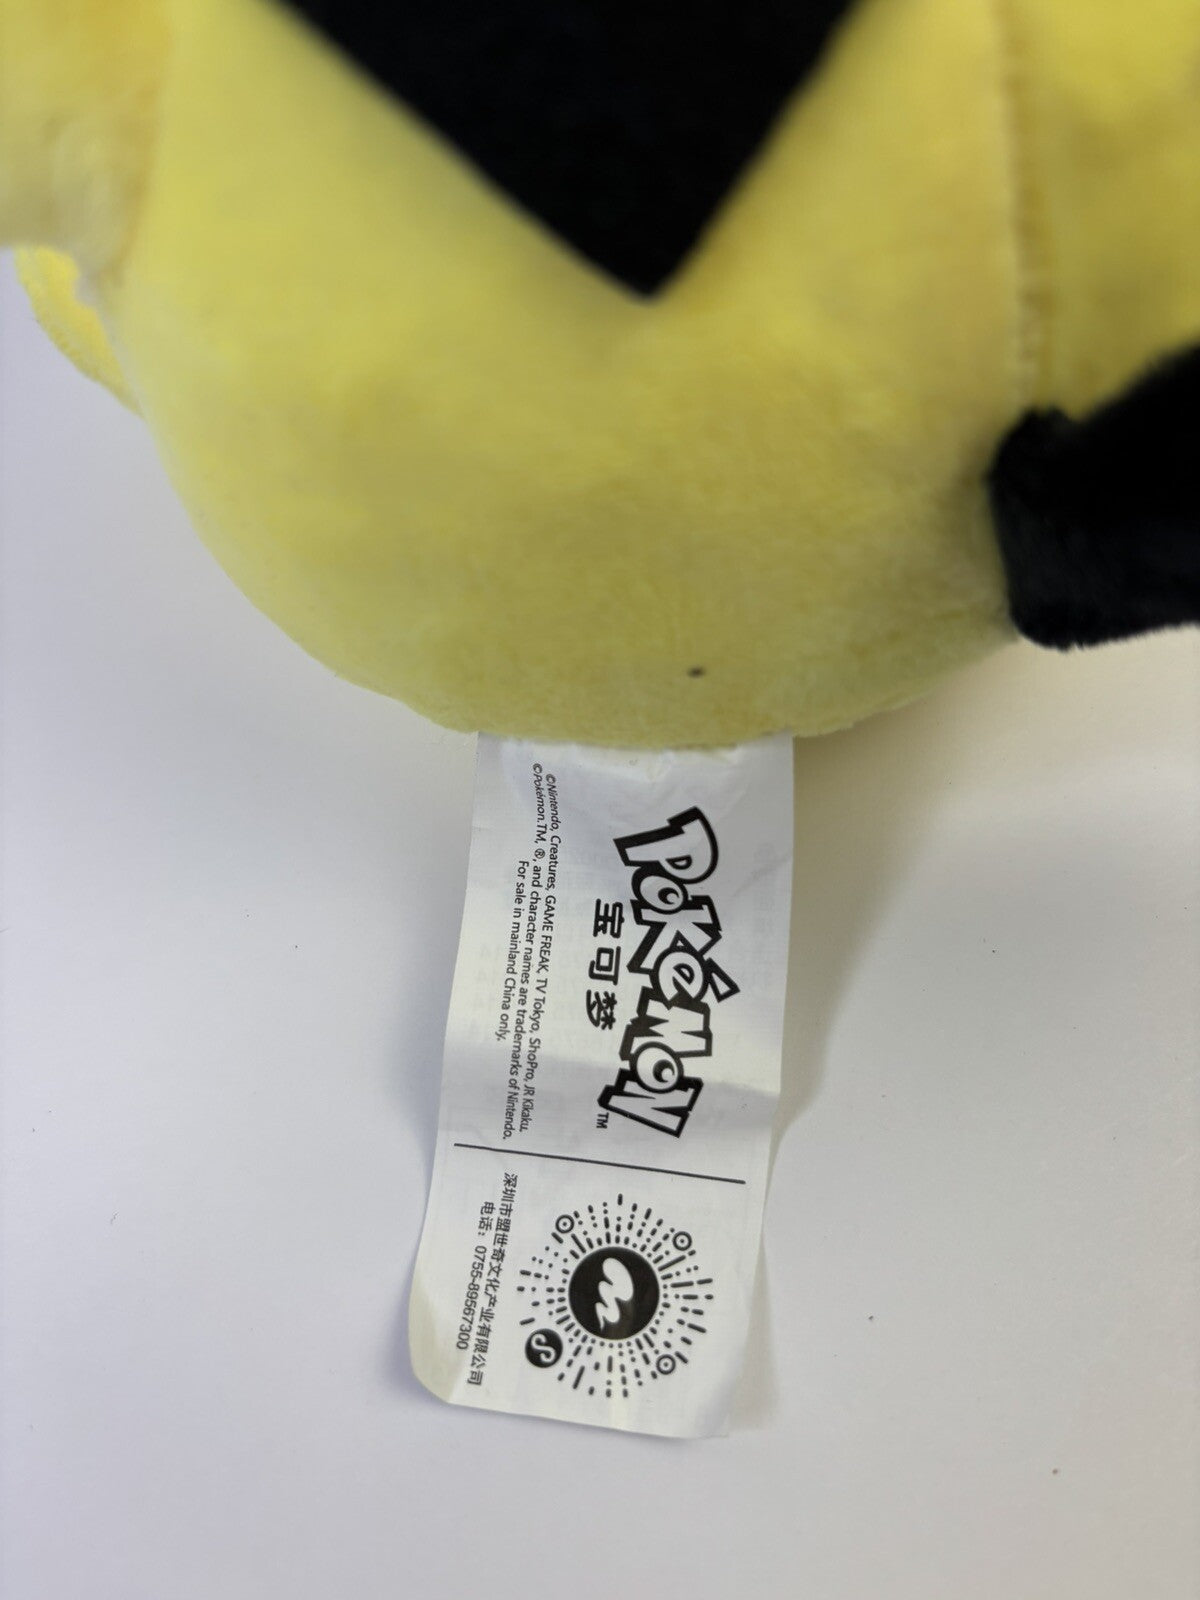 Pokémon
宝可梦
TM
©Nintendo, Creatures, GAME FREAK, TV Tokyo, ShoPro, JR Kikaku.
©Pokémon.TM, ®, and character names are trademarks of Nintendo.
For sale in mainland China only.
深圳市盟世奇文化产业有限公司
电话：0755-89567300